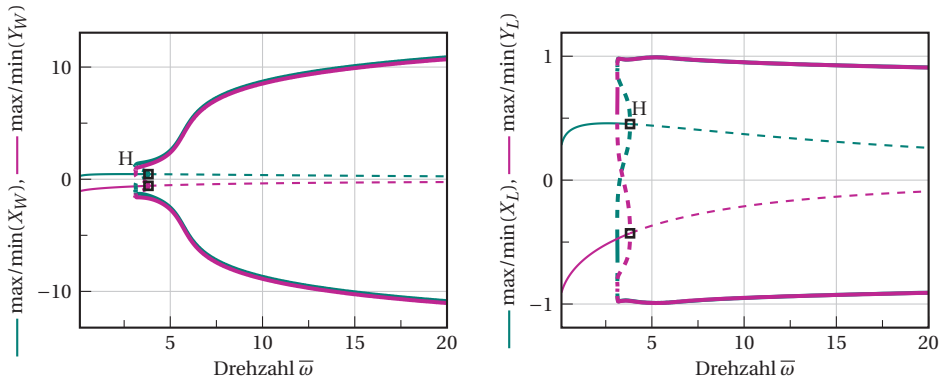 max/min(X_W), max/min(Y_W)
10
0
−10
H
5
10
15
20
Drehzahl ω̅
max/min(X_L), max/min(Y_L)
1
0
−1
H
5
10
15
20
Drehzahl ω̅